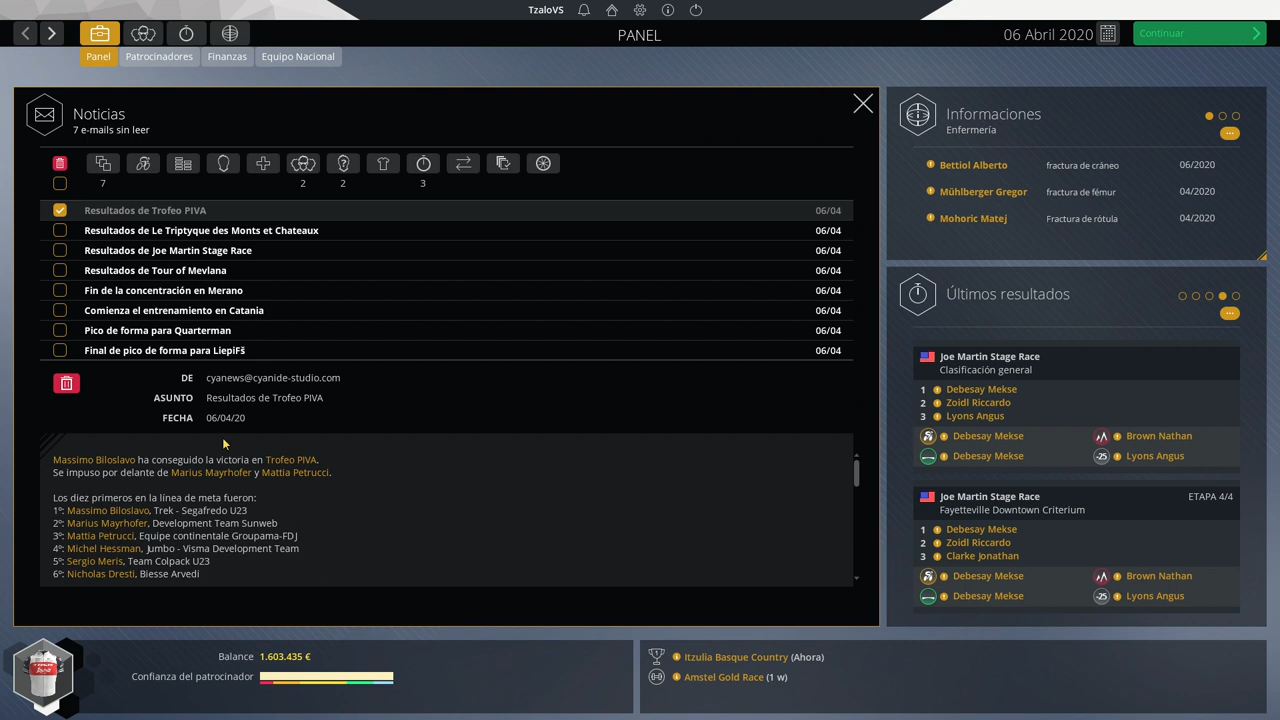 TzaloVS
PANEL
06 Abril 2020
Continuar
Panel
Patrocinadores
Finanzas
Equipo Nacional
Noticias
7 e-mails sin leer
7
2
2
3
Resultados de Trofeo PIVA 06/04
Resultados de Le Triptyque des Monts et Chateaux 06/04
Resultados de Joe Martin Stage Race 06/04
Resultados de Tour of Mevlana 06/04
Fin de la concentración en Merano 06/04
Comienza el entrenamiento en Catania 06/04
Pico de forma para Quarterman 06/04
Final de pico de forma para LiepiFš 06/04
DE cyanews@cyanide-studio.com
ASUNTO Resultados de Trofeo PIVA
FECHA 06/04/20
Massimo Biloslavo ha conseguido la victoria en Trofeo PIVA.
Se impuso por delante de Marius Mayrhofer y Mattia Petrucci.
Los diez primeros en la línea de meta fueron:
1º: Massimo Biloslavo, Trek - Segafredo U23
2º: Marius Mayrhofer, Development Team Sunweb
3º: Mattia Petrucci, Equipe continentale Groupama-FDJ
4º: Michel Hessman, Jumbo - Visma Development Team
5º: Sergio Meris, Team Colpack U23
6º: Nicholas Dresti, Biesse Arvedi
Informaciones
Enfermería
Bettiol Alberto fractura de cráneo 06/2020
Mühlberger Gregor fractura de fémur 04/2020
Mohoric Matej Fractura de rótula 04/2020
Últimos resultados
Joe Martin Stage Race
Clasificación general
1 Debesay Mekse
2 Zoidl Riccardo
3 Lyons Angus
Debesay Mekse Brown Nathan
Debesay Mekse -25 Lyons Angus
Joe Martin Stage Race ETAPA 4/4
Fayetteville Downtown Criterium
1 Debesay Mekse
2 Zoidl Riccardo
3 Clarke Jonathan
Debesay Mekse Brown Nathan
Debesay Mekse -25 Lyons Angus
Balance 1.603.435 €
Confianza del patrocinador
Itzulia Basque Country (Ahora)
Amstel Gold Race (1 w)